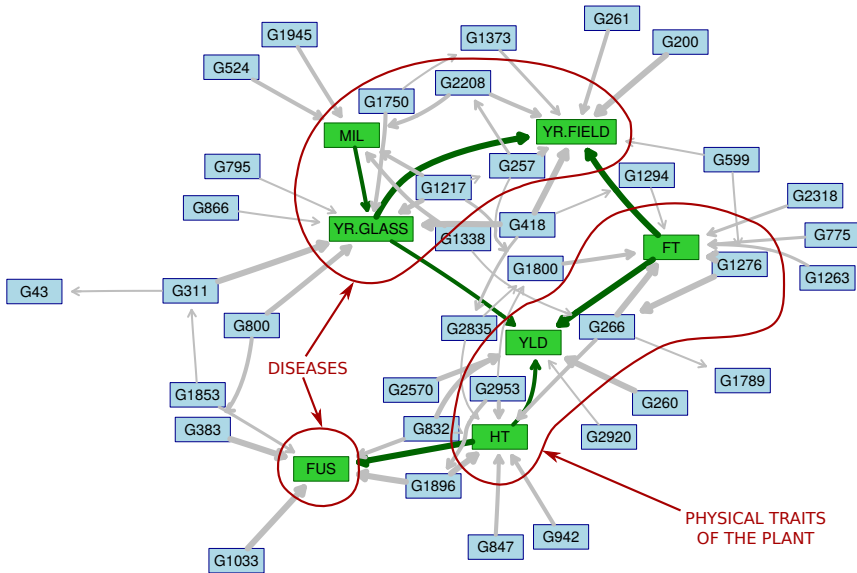 G261
G1945
G1373
G200
G524
G2208
G1750
MIL
YR.FIELD
G599
G795
G257
G1294
G1217
G2318
G866
G418
YR.GLASS
G775
G1338
FT
G1800
G1276
G1263
G43
G311
G800
G2835
G266
YLD
DISEASES
G1789
G2570
G2953
G1853
G260
G383
G832
HT
G2920
FUS
G1896
PHYSICAL TRAITS
OF THE PLANT
G942
G847
G1033